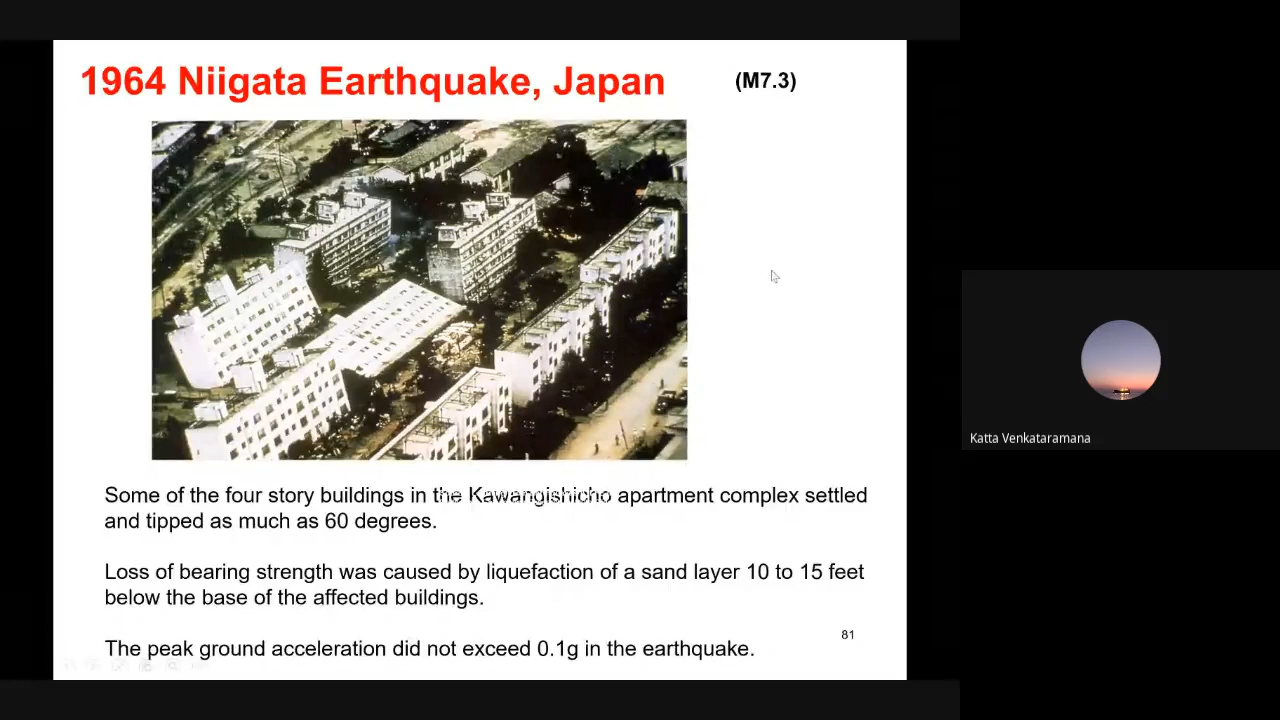 1964 Niigata Earthquake, Japan (M7.3)
Some of the four story buildings in the apartment complex settled
and tipped as much as 60 degrees.
Loss of bearing strength was caused by liquefaction of a sand layer 10 to 15 feet
below the base of the affected buildings.
81
The peak ground acceleration did not exceed 0.1g in the earthquake.
Katta Venkataramana